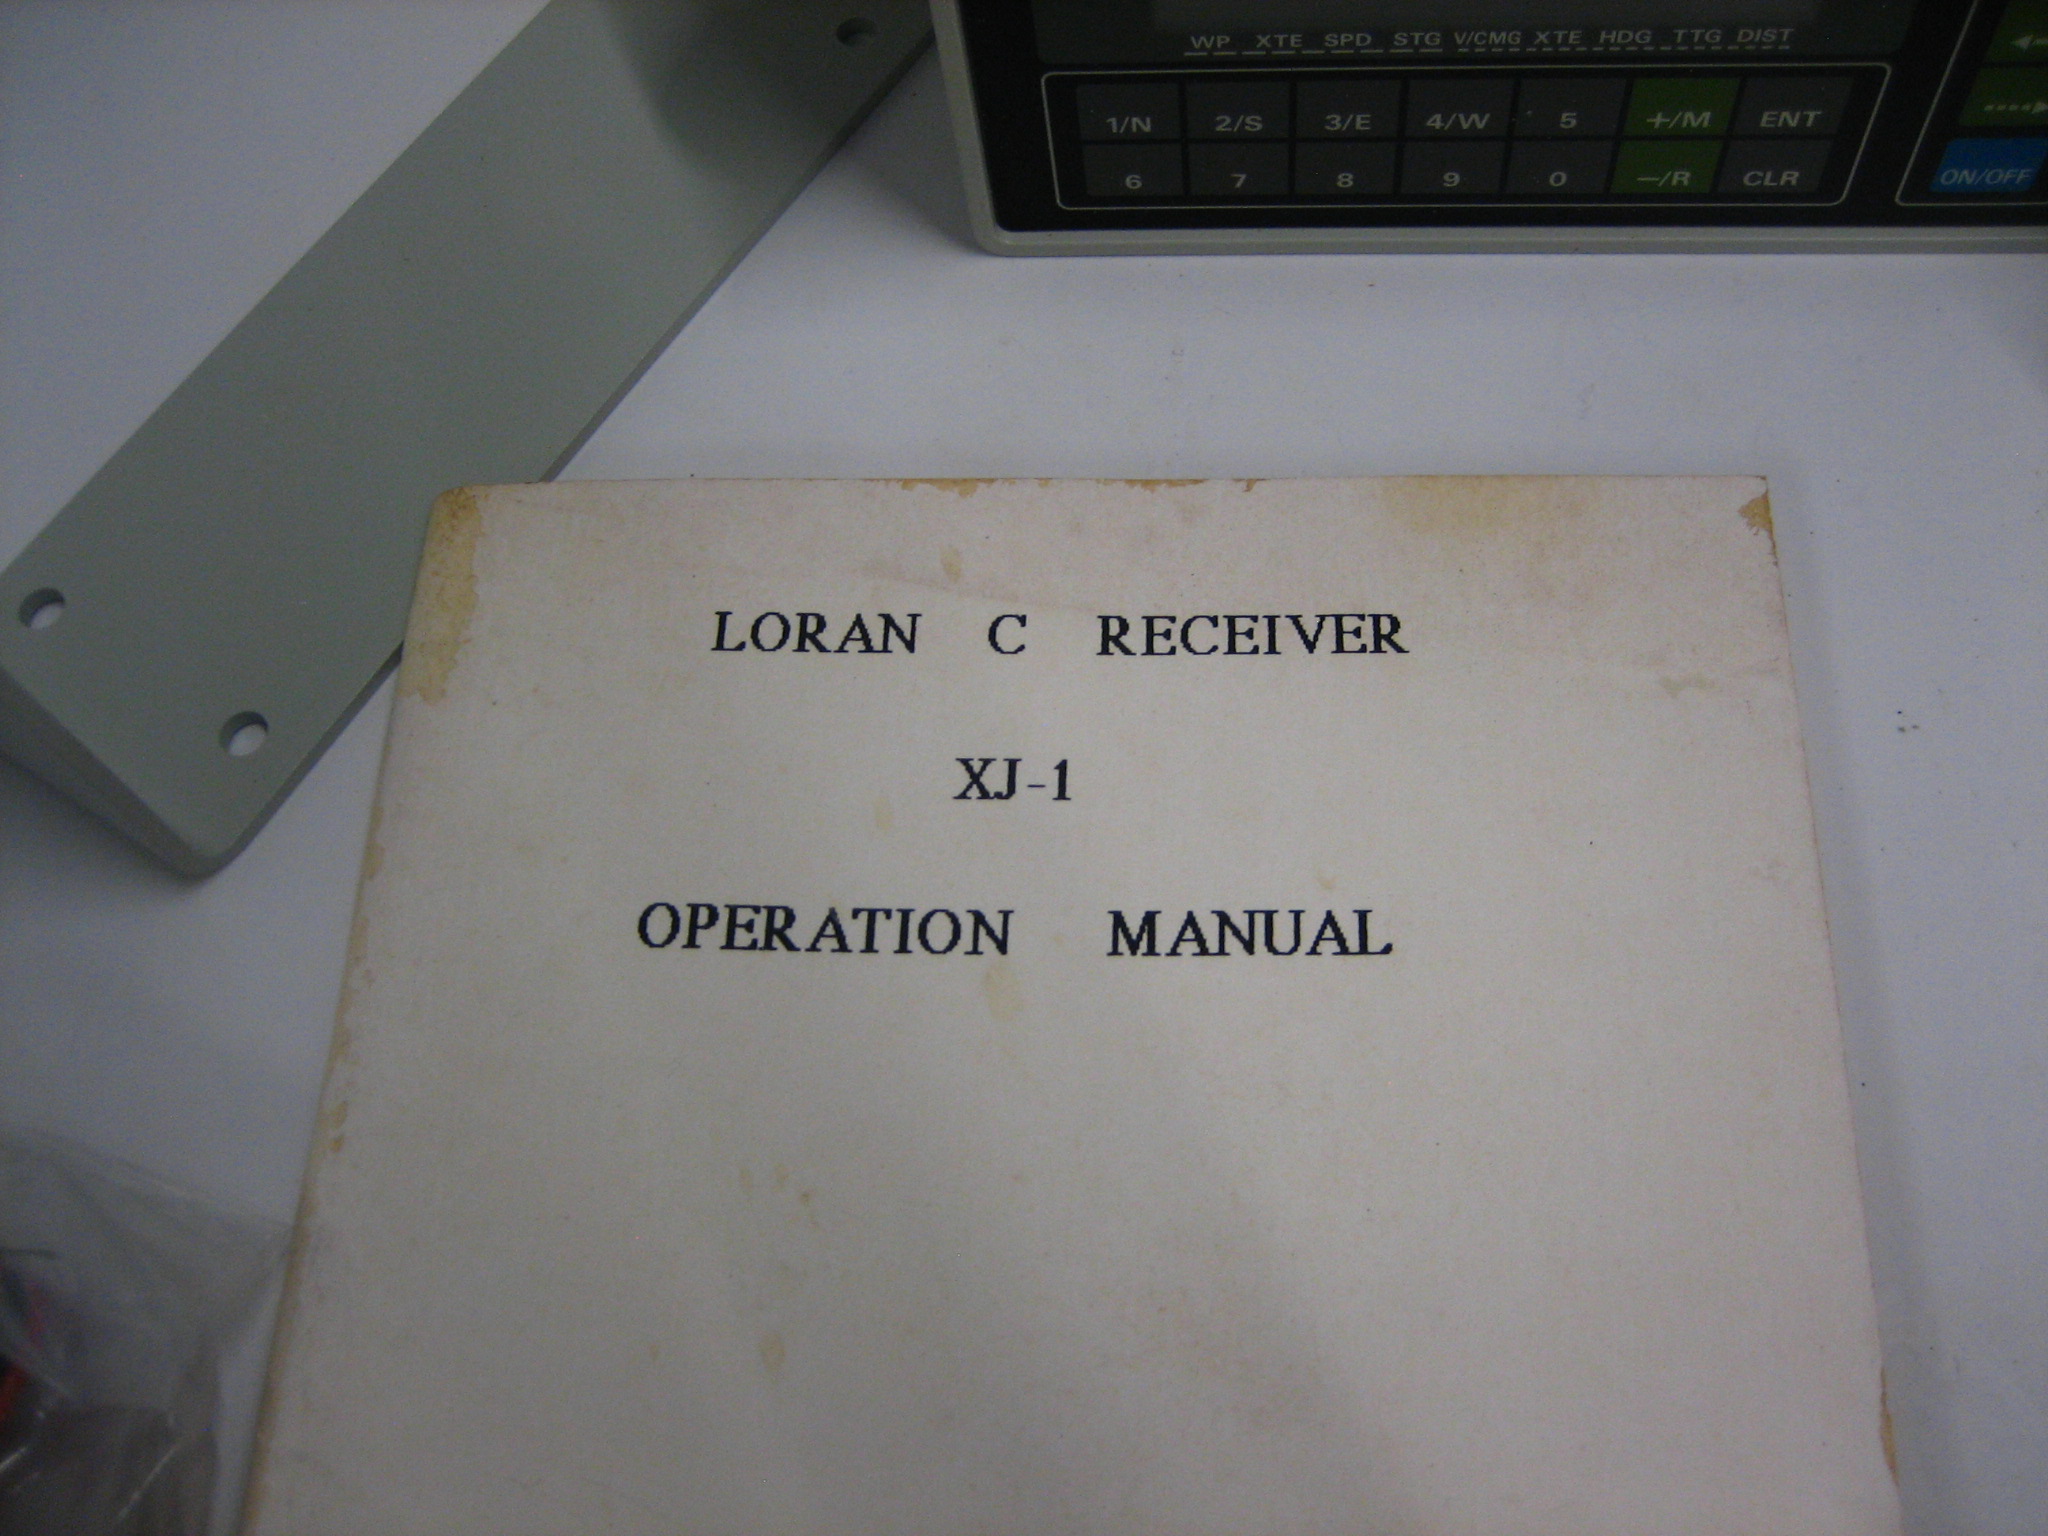 WP XTE SPD STG V/CMG XTE HDG TTG DIST
1/N 2/S 3/E 4/W 5 +/M ENT
6 7 8 9 0 −/R CLR
ON/OFF
LORAN C RECEIVER
XJ-1
OPERATION MANUAL